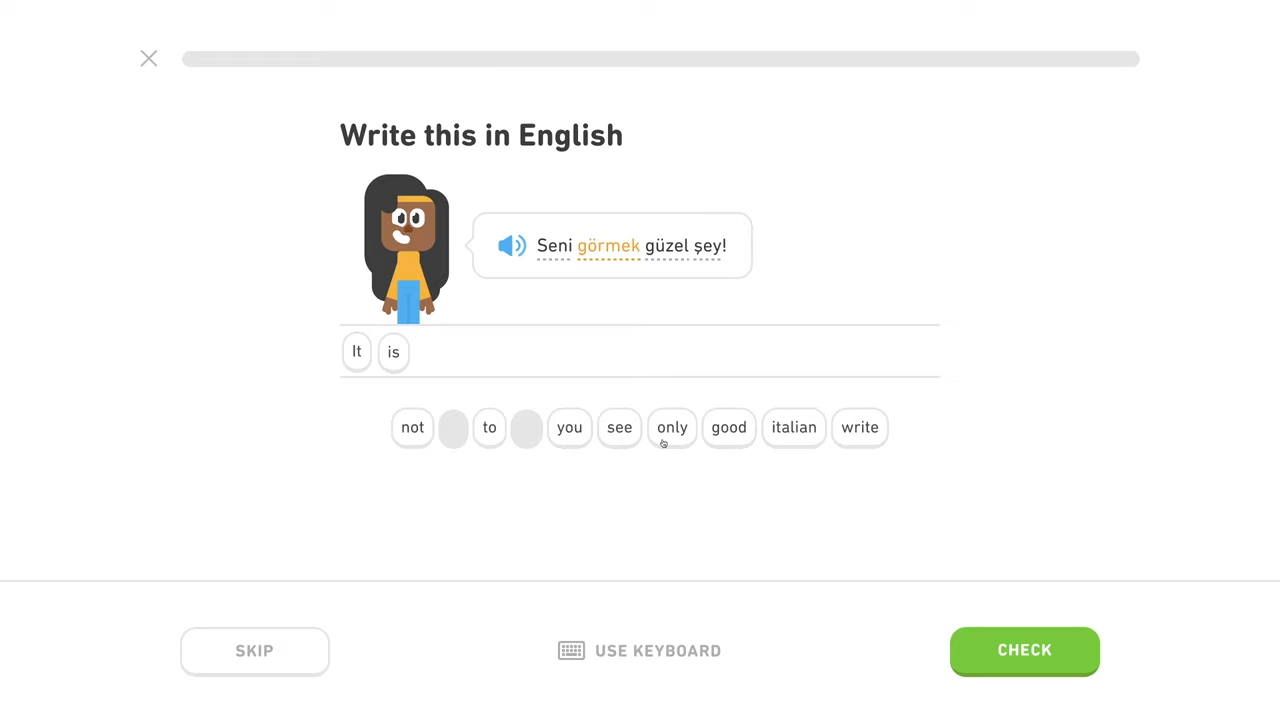 Write this in English
Seni görmek güzel şey!
It is
not to you see only good italian write
SKIP USE KEYBOARD CHECK